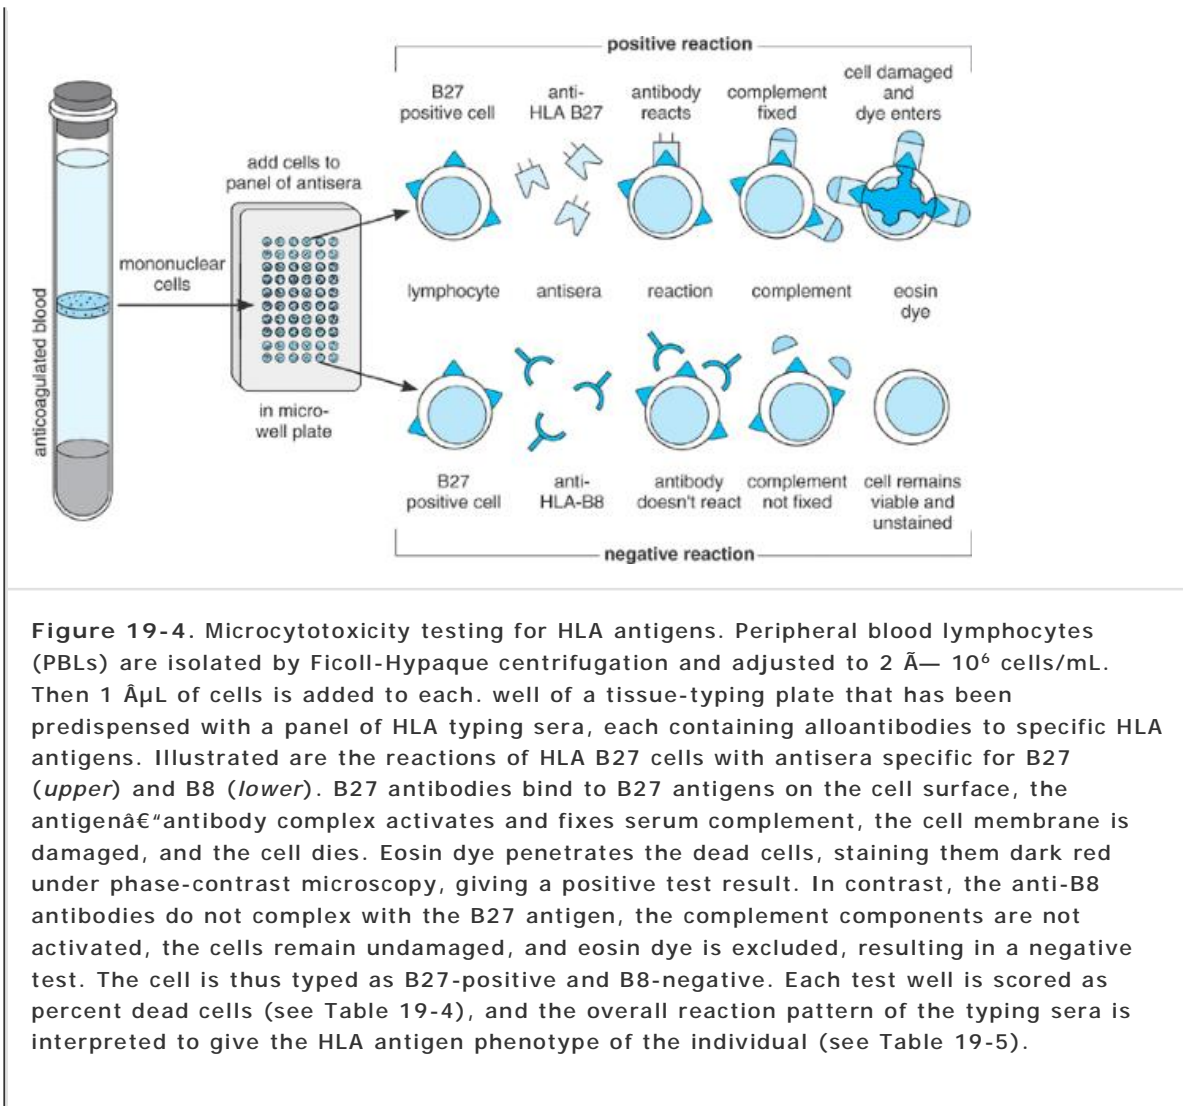 positive reaction
B27
positive cell
anti-
HLA B27
antibody
reacts
complement
fixed
cell damaged
and
dye enters
add cells to
panel of antisera
mononuclear
cells
anticoagulated blood
lymphocyte
antisera
reaction
complement
eosin
dye
in micro-
well plate
B27
positive cell
anti-
HLA-B8
antibody
doesn't react
complement
not fixed
cell remains
viable and
unstained
negative reaction
Figure 19-4. Microcytotoxicity testing for HLA antigens. Peripheral blood lymphocytes
(PBLs) are isolated by Ficoll-Hypaque centrifugation and adjusted to 2 Ã— 10⁶ cells/mL.
Then 1 ÂµL of cells is added to each. well of a tissue-typing plate that has been
predispensed with a panel of HLA typing sera, each containing alloantibodies to specific HLA
antigens. Illustrated are the reactions of HLA B27 cells with antisera specific for B27
(upper) and B8 (lower). B27 antibodies bind to B27 antigens on the cell surface, the
antigenâ€“antibody complex activates and fixes serum complement, the cell membrane is
damaged, and the cell dies. Eosin dye penetrates the dead cells, staining them dark red
under phase-contrast microscopy, giving a positive test result. In contrast, the anti-B8
antibodies do not complex with the B27 antigen, the complement components are not
activated, the cells remain undamaged, and eosin dye is excluded, resulting in a negative
test. The cell is thus typed as B27-positive and B8-negative. Each test well is scored as
percent dead cells (see Table 19-4), and the overall reaction pattern of the typing sera is
interpreted to give the HLA antigen phenotype of the individual (see Table 19-5).